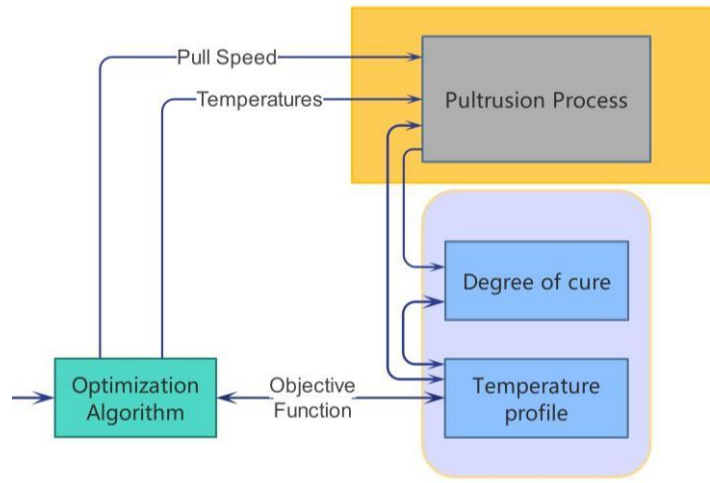 Pull Speed
Temperatures
Pultrusion Process
Degree of cure
Optimization
Algorithm
Objective
Function
Temperature
profile